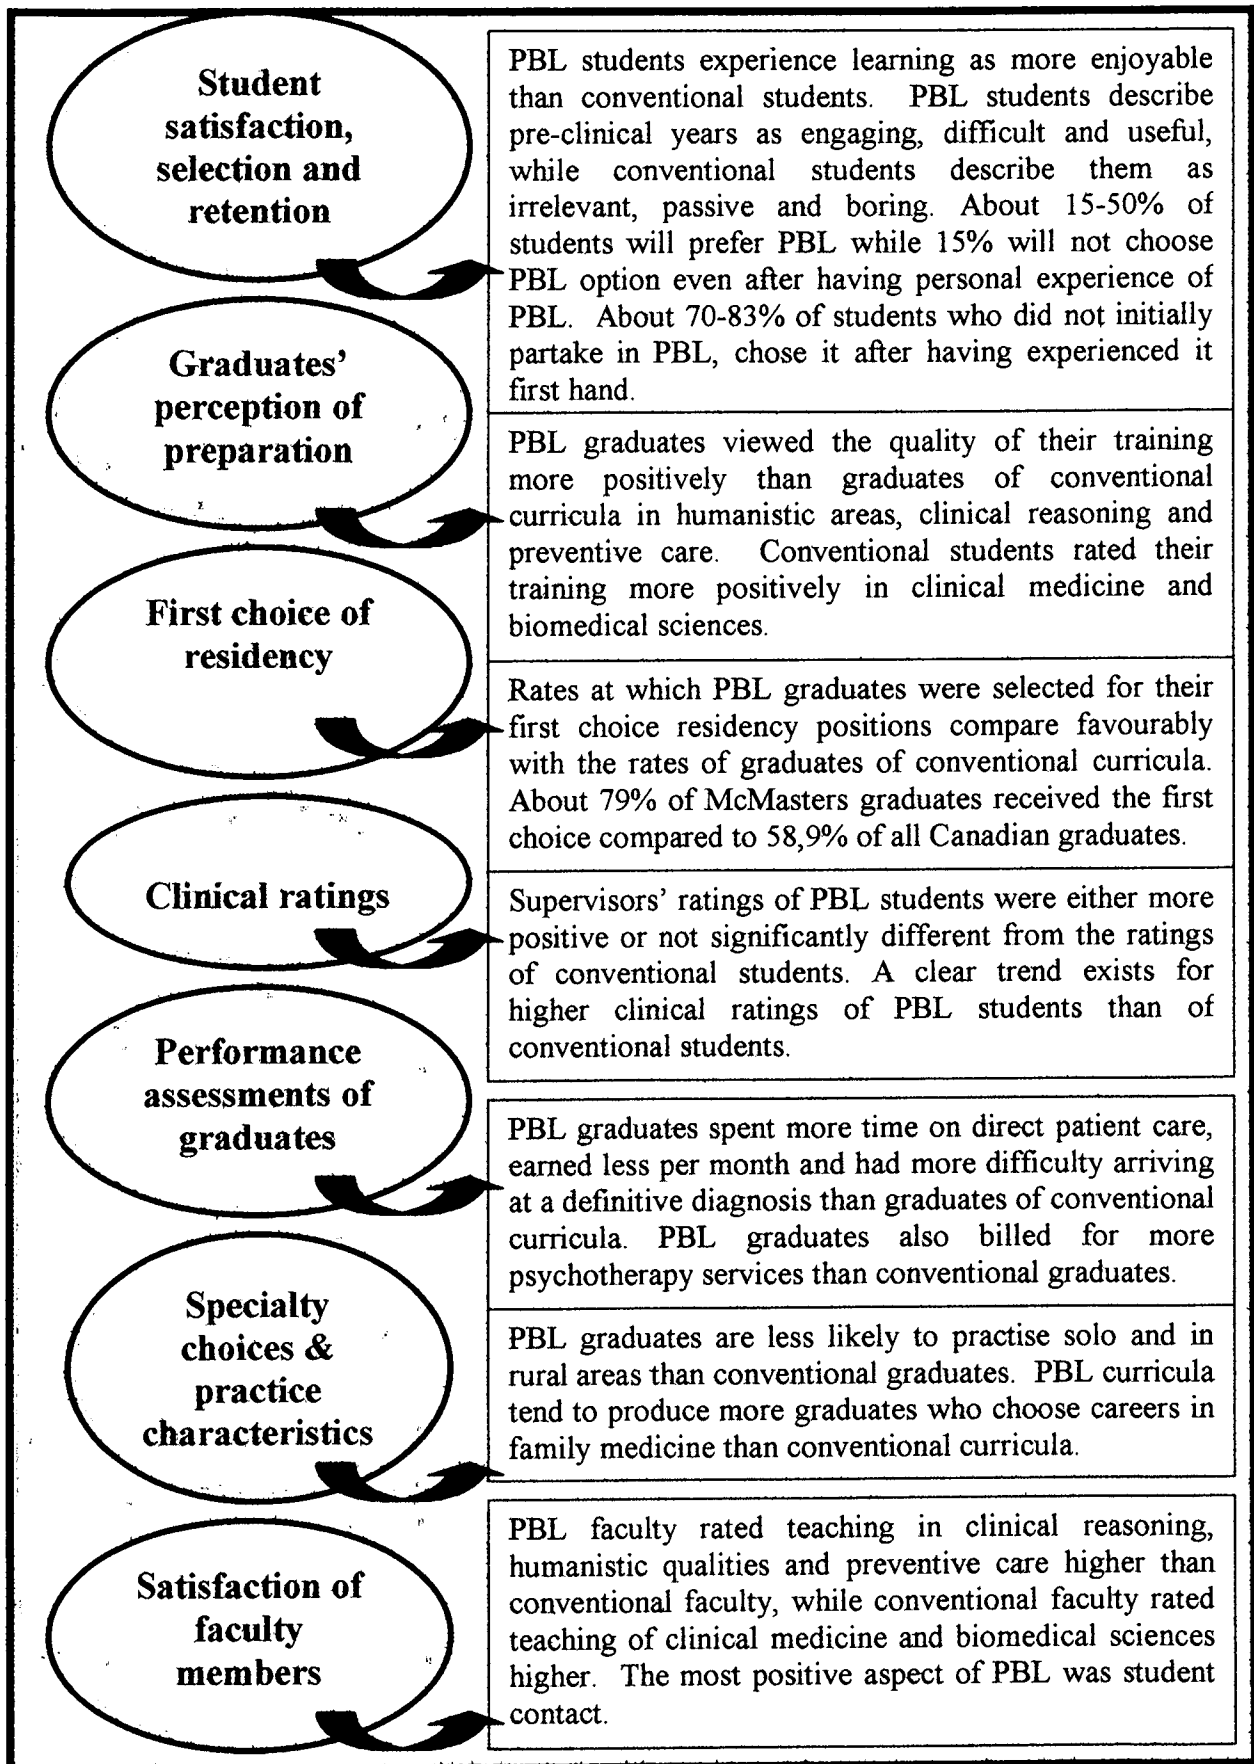 Student
satisfaction,
selection and
retention
PBL students experience learning as more enjoyable
than conventional students. PBL students describe
pre-clinical years as engaging, difficult and useful,
while conventional students describe them as
irrelevant, passive and boring. About 15-50% of
students will prefer PBL while 15% will not choose
PBL option even after having personal experience of
PBL. About 70-83% of students who did not initially
partake in PBL, chose it after having experienced it
first hand.
Graduates’
perception of
preparation
PBL graduates viewed the quality of their training
more positively than graduates of conventional
curricula in humanistic areas, clinical reasoning and
preventive care. Conventional students rated their
training more positively in clinical medicine and
biomedical sciences.
First choice of
residency
Rates at which PBL graduates were selected for their
first choice residency positions compare favourably
with the rates of graduates of conventional curricula.
About 79% of McMasters graduates received the first
choice compared to 58,9% of all Canadian graduates.
Clinical ratings
Supervisors’ ratings of PBL students were either more
positive or not significantly different from the ratings
of conventional students. A clear trend exists for
higher clinical ratings of PBL students than of
conventional students.
Performance
assessments of
graduates
PBL graduates spent more time on direct patient care,
earned less per month and had more difficulty arriving
at a definitive diagnosis than graduates of conventional
curricula. PBL graduates also billed for more
psychotherapy services than conventional graduates.
Specialty
choices &
practice
characteristics
PBL graduates are less likely to practise solo and in
rural areas than conventional graduates. PBL curricula
tend to produce more graduates who choose careers in
family medicine than conventional curricula.
Satisfaction of
faculty
members
PBL faculty rated teaching in clinical reasoning,
humanistic qualities and preventive care higher than
conventional faculty, while conventional faculty rated
teaching of clinical medicine and biomedical sciences
higher. The most positive aspect of PBL was student
contact.